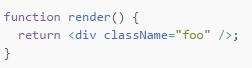 function render() {
  return <div className="foo" />;
}